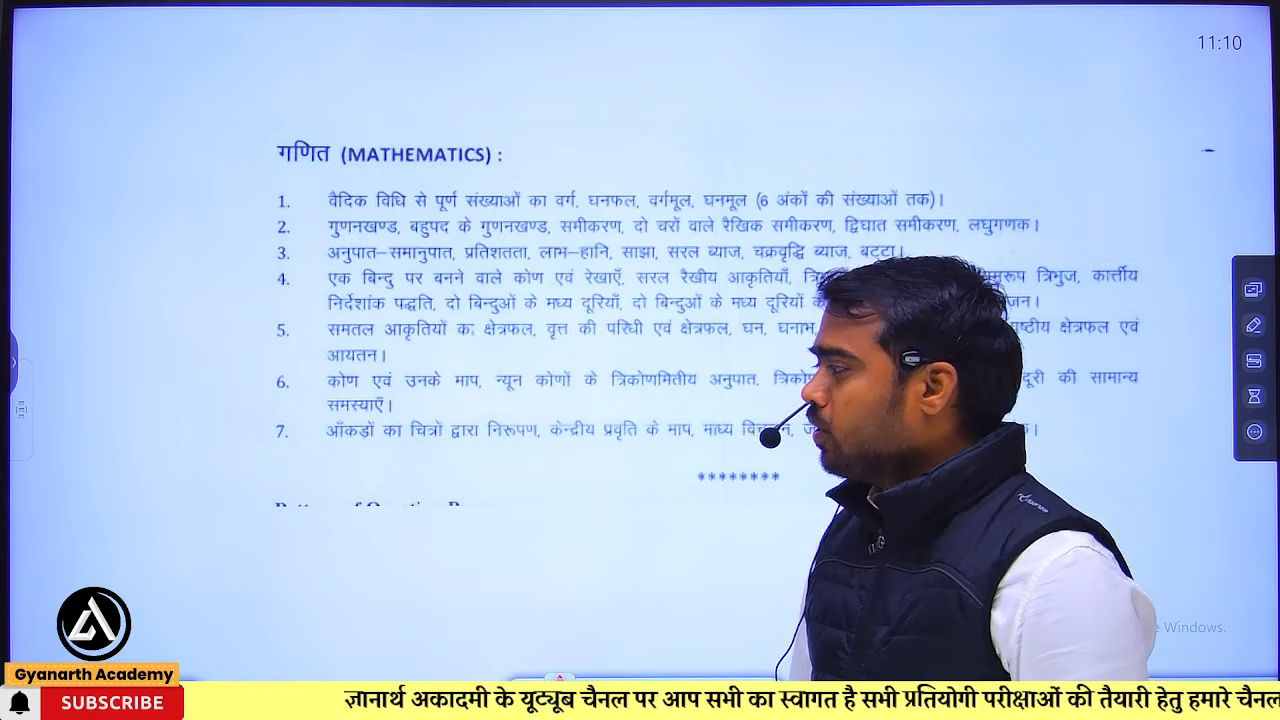 11:10
गणित (MATHEMATICS) :
1. वैदिक विधि से पूर्ण संख्याओं का वर्ग, घनफल, वर्गमूल, घनमूल (6 अंकों की संख्याओं तक)।
2. गुणनखण्ड, बहुपद के गुणनखण्ड, समीकरण, दो चरों वाले रैखिक समीकरण, द्विघात समीकरण, लघुगणक।
3. अनुपात–समानुपात, प्रतिशतता, लाभ–हानि, साझा, सरल ब्याज, चक्रवृद्धि ब्याज, बट्टा।
4. एक बिन्दु पर बनने वाले कोण एवं रेखाएँ, सरल रैखीय आकृतियाँ, त्रिभुज, कार्त्तीय
निर्देशांक पद्धति, दो बिन्दुओं के मध्य दूरियाँ, दो बिन्दुओं के मध्य दूरियों
5. समतल आकृतियों का क्षेत्रफल, वृत्त की परिधी एवं क्षेत्रफल, घन, घनाभ क्षेत्रफल एवं
आयतन।
6. कोण एवं उनके माप, न्यून कोणों के त्रिकोणमितीय अनुपात, दूरी की सामान्य
समस्याएँ।
7. आँकडों का चित्रों द्वारा निरूपण, केन्द्रीय प्रवृति के माप, माध्य
********
Windows.
Gyanarth Academy
SUBSCRIBE
ज्ञानार्थ अकादमी के यूट्यूब चैनल पर आप सभी का स्वागत है सभी प्रतियोगी परीक्षाओं की तैयारी हेतु हमारे चैनल